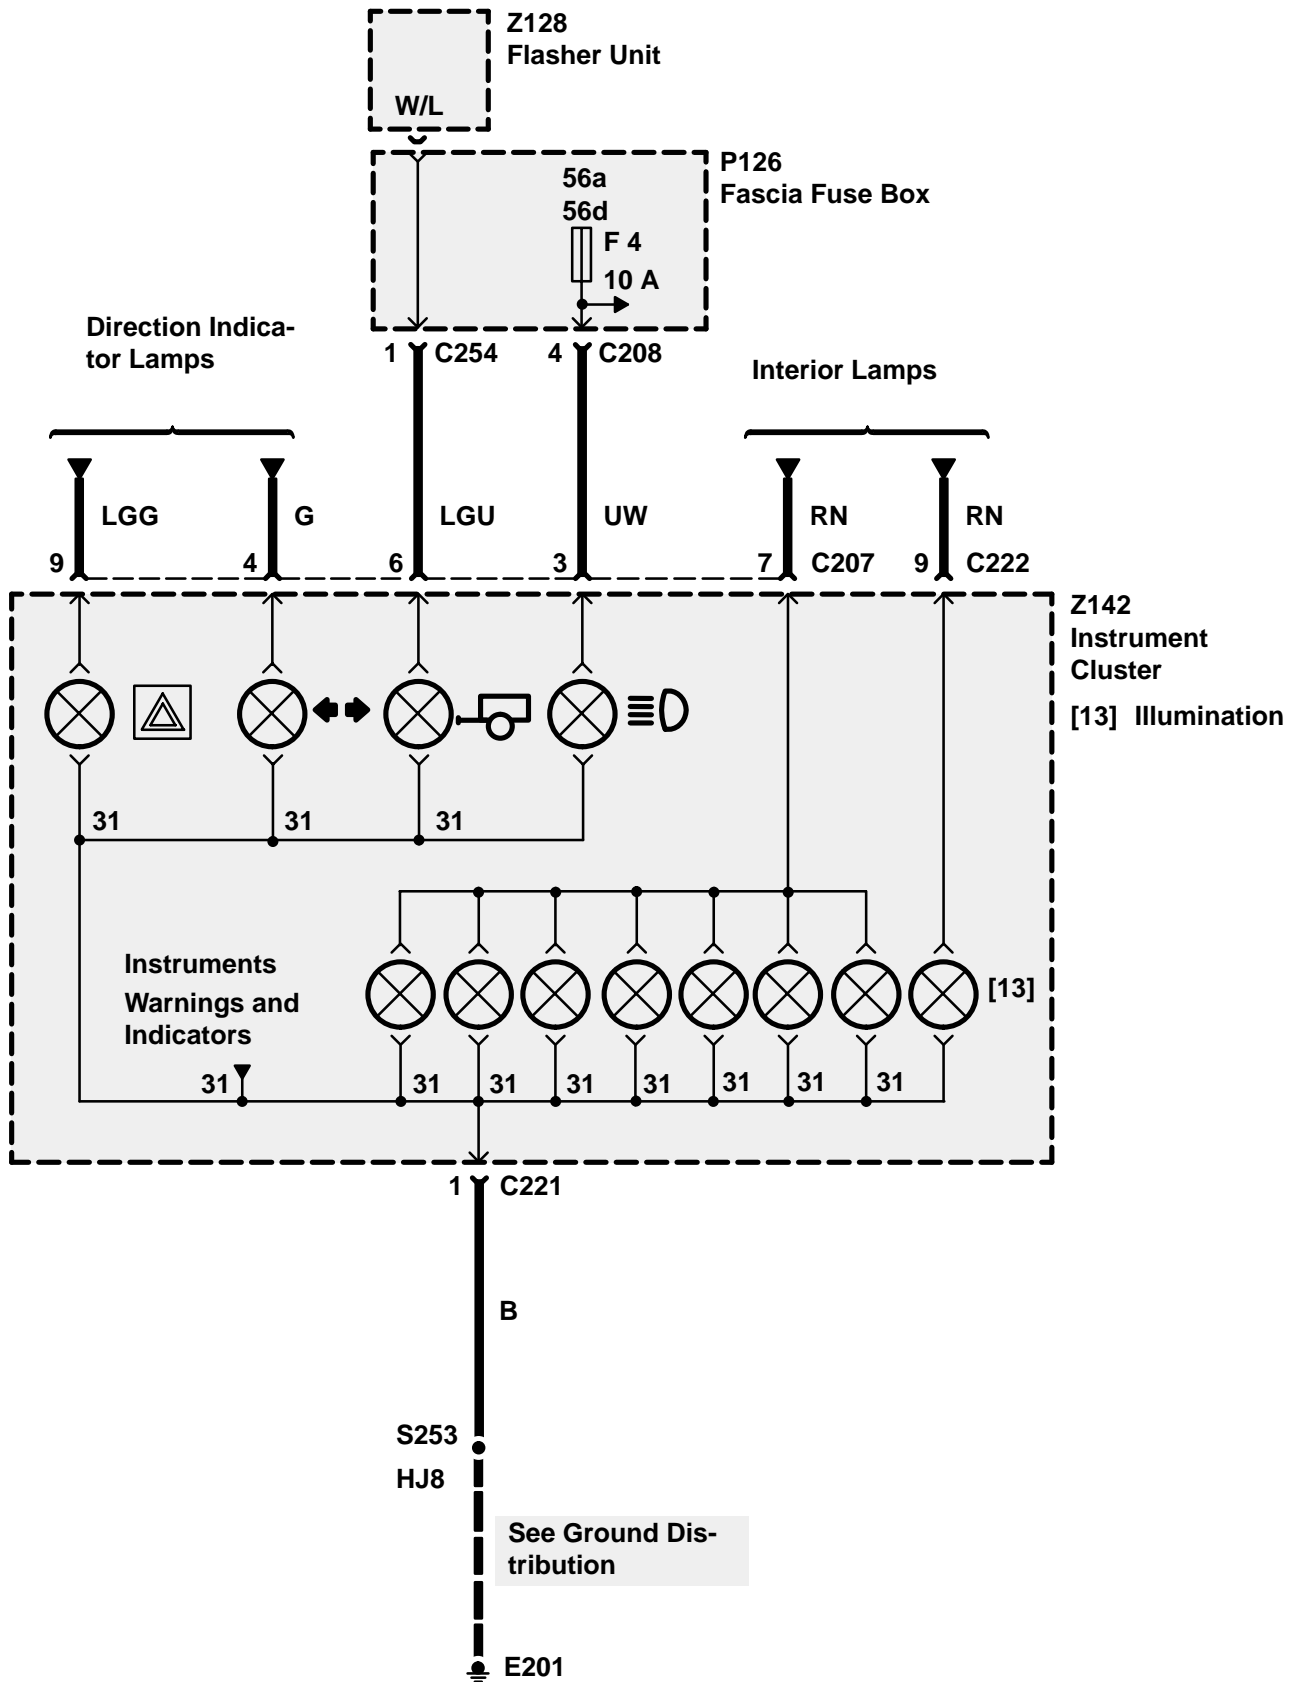 Z128
Flasher Unit
W/L
P126
Fascia Fuse Box
56a
56d
F 4
10 A
Direction Indica-
tor Lamps
1 C254
4 C208
Interior Lamps
LGG
G
LGU
UW
RN
RN
9
4
6
3
7 C207
9 C222
Z142
Instrument
Cluster
[13] Illumination
31
31
31
Instruments
Warnings and
Indicators
[13]
31
31
31
31
31
31
31
31
1 C221
B
S253
HJ8
See Ground Dis-
tribution
E201